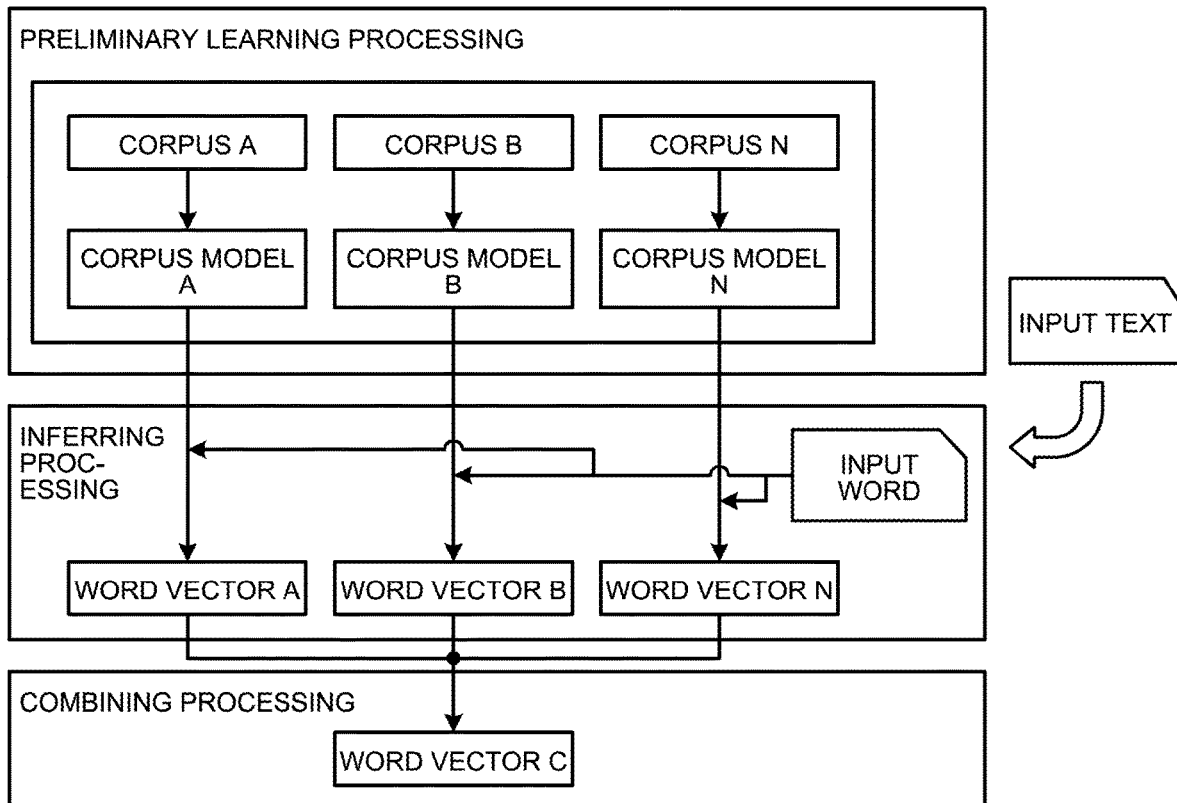 PRELIMINARY LEARNING PROCESSING
CORPUS A
CORPUS B
CORPUS N
CORPUS MODEL
A
CORPUS MODEL
B
CORPUS MODEL
N
INPUT TEXT
INFERRING
PROC-
ESSING
INPUT
WORD
WORD VECTOR A
WORD VECTOR B
WORD VECTOR N
COMBINING PROCESSING
WORD VECTOR C